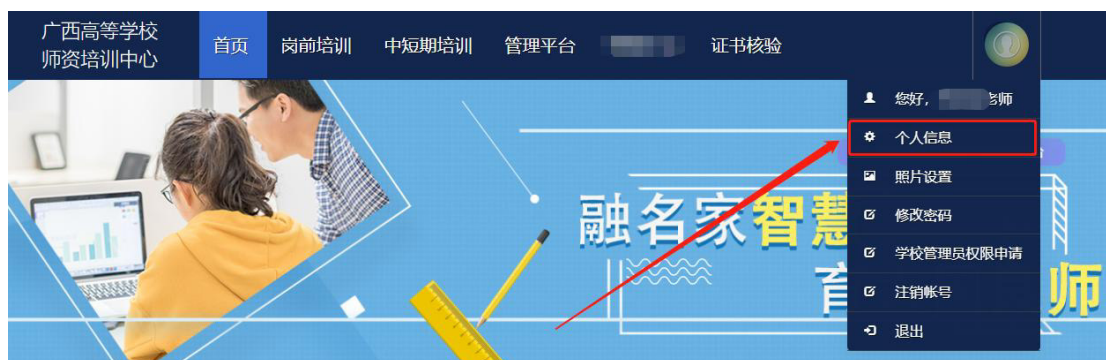 广西高等学校
师资培训中心
首页
岗前培训
中短期培训
管理平台
证书核验
您好，
师
个人信息
照片设置
修改密码
学校管理员权限申请
注销帐号
退出
融名家智慧
育
师